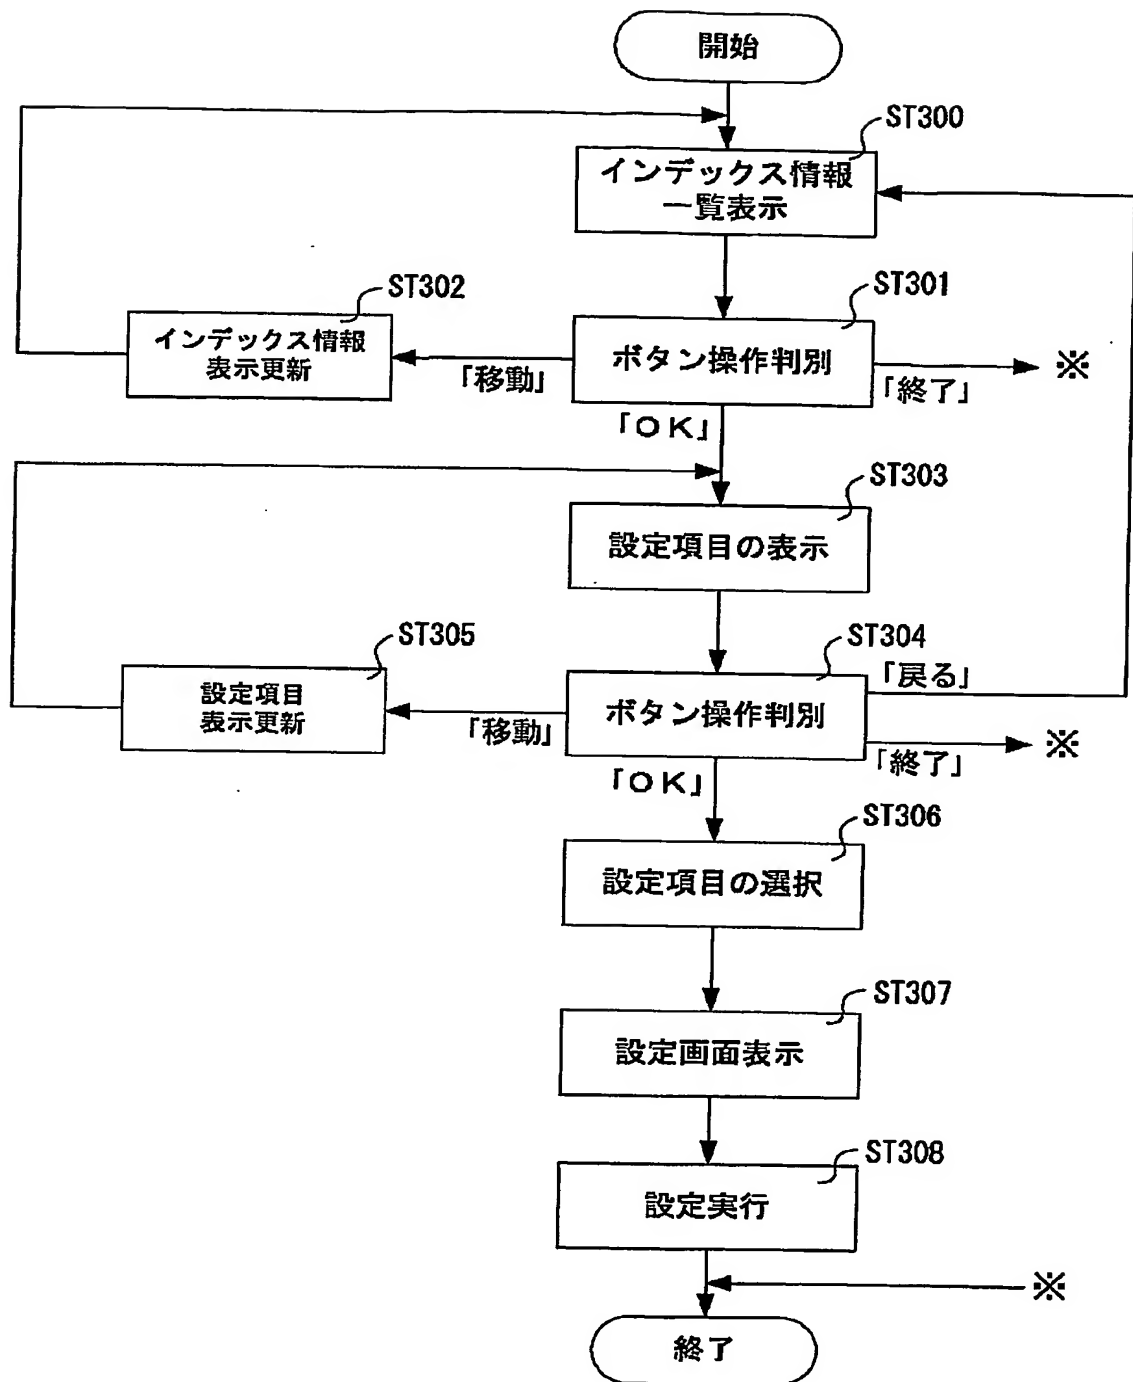 開始
ST300
インデックス情報
一覧表示
ST302
ST301
インデックス情報
表示更新
「移動」
ボタン操作判別
「終了」
※
「OK」
ST303
設定項目の表示
ST305
ST304
設定項目
表示更新
「移動」
ボタン操作判別
「戻る」
「終了」
※
「OK」
ST306
設定項目の選択
ST307
設定画面表示
ST308
設定実行
※
終了